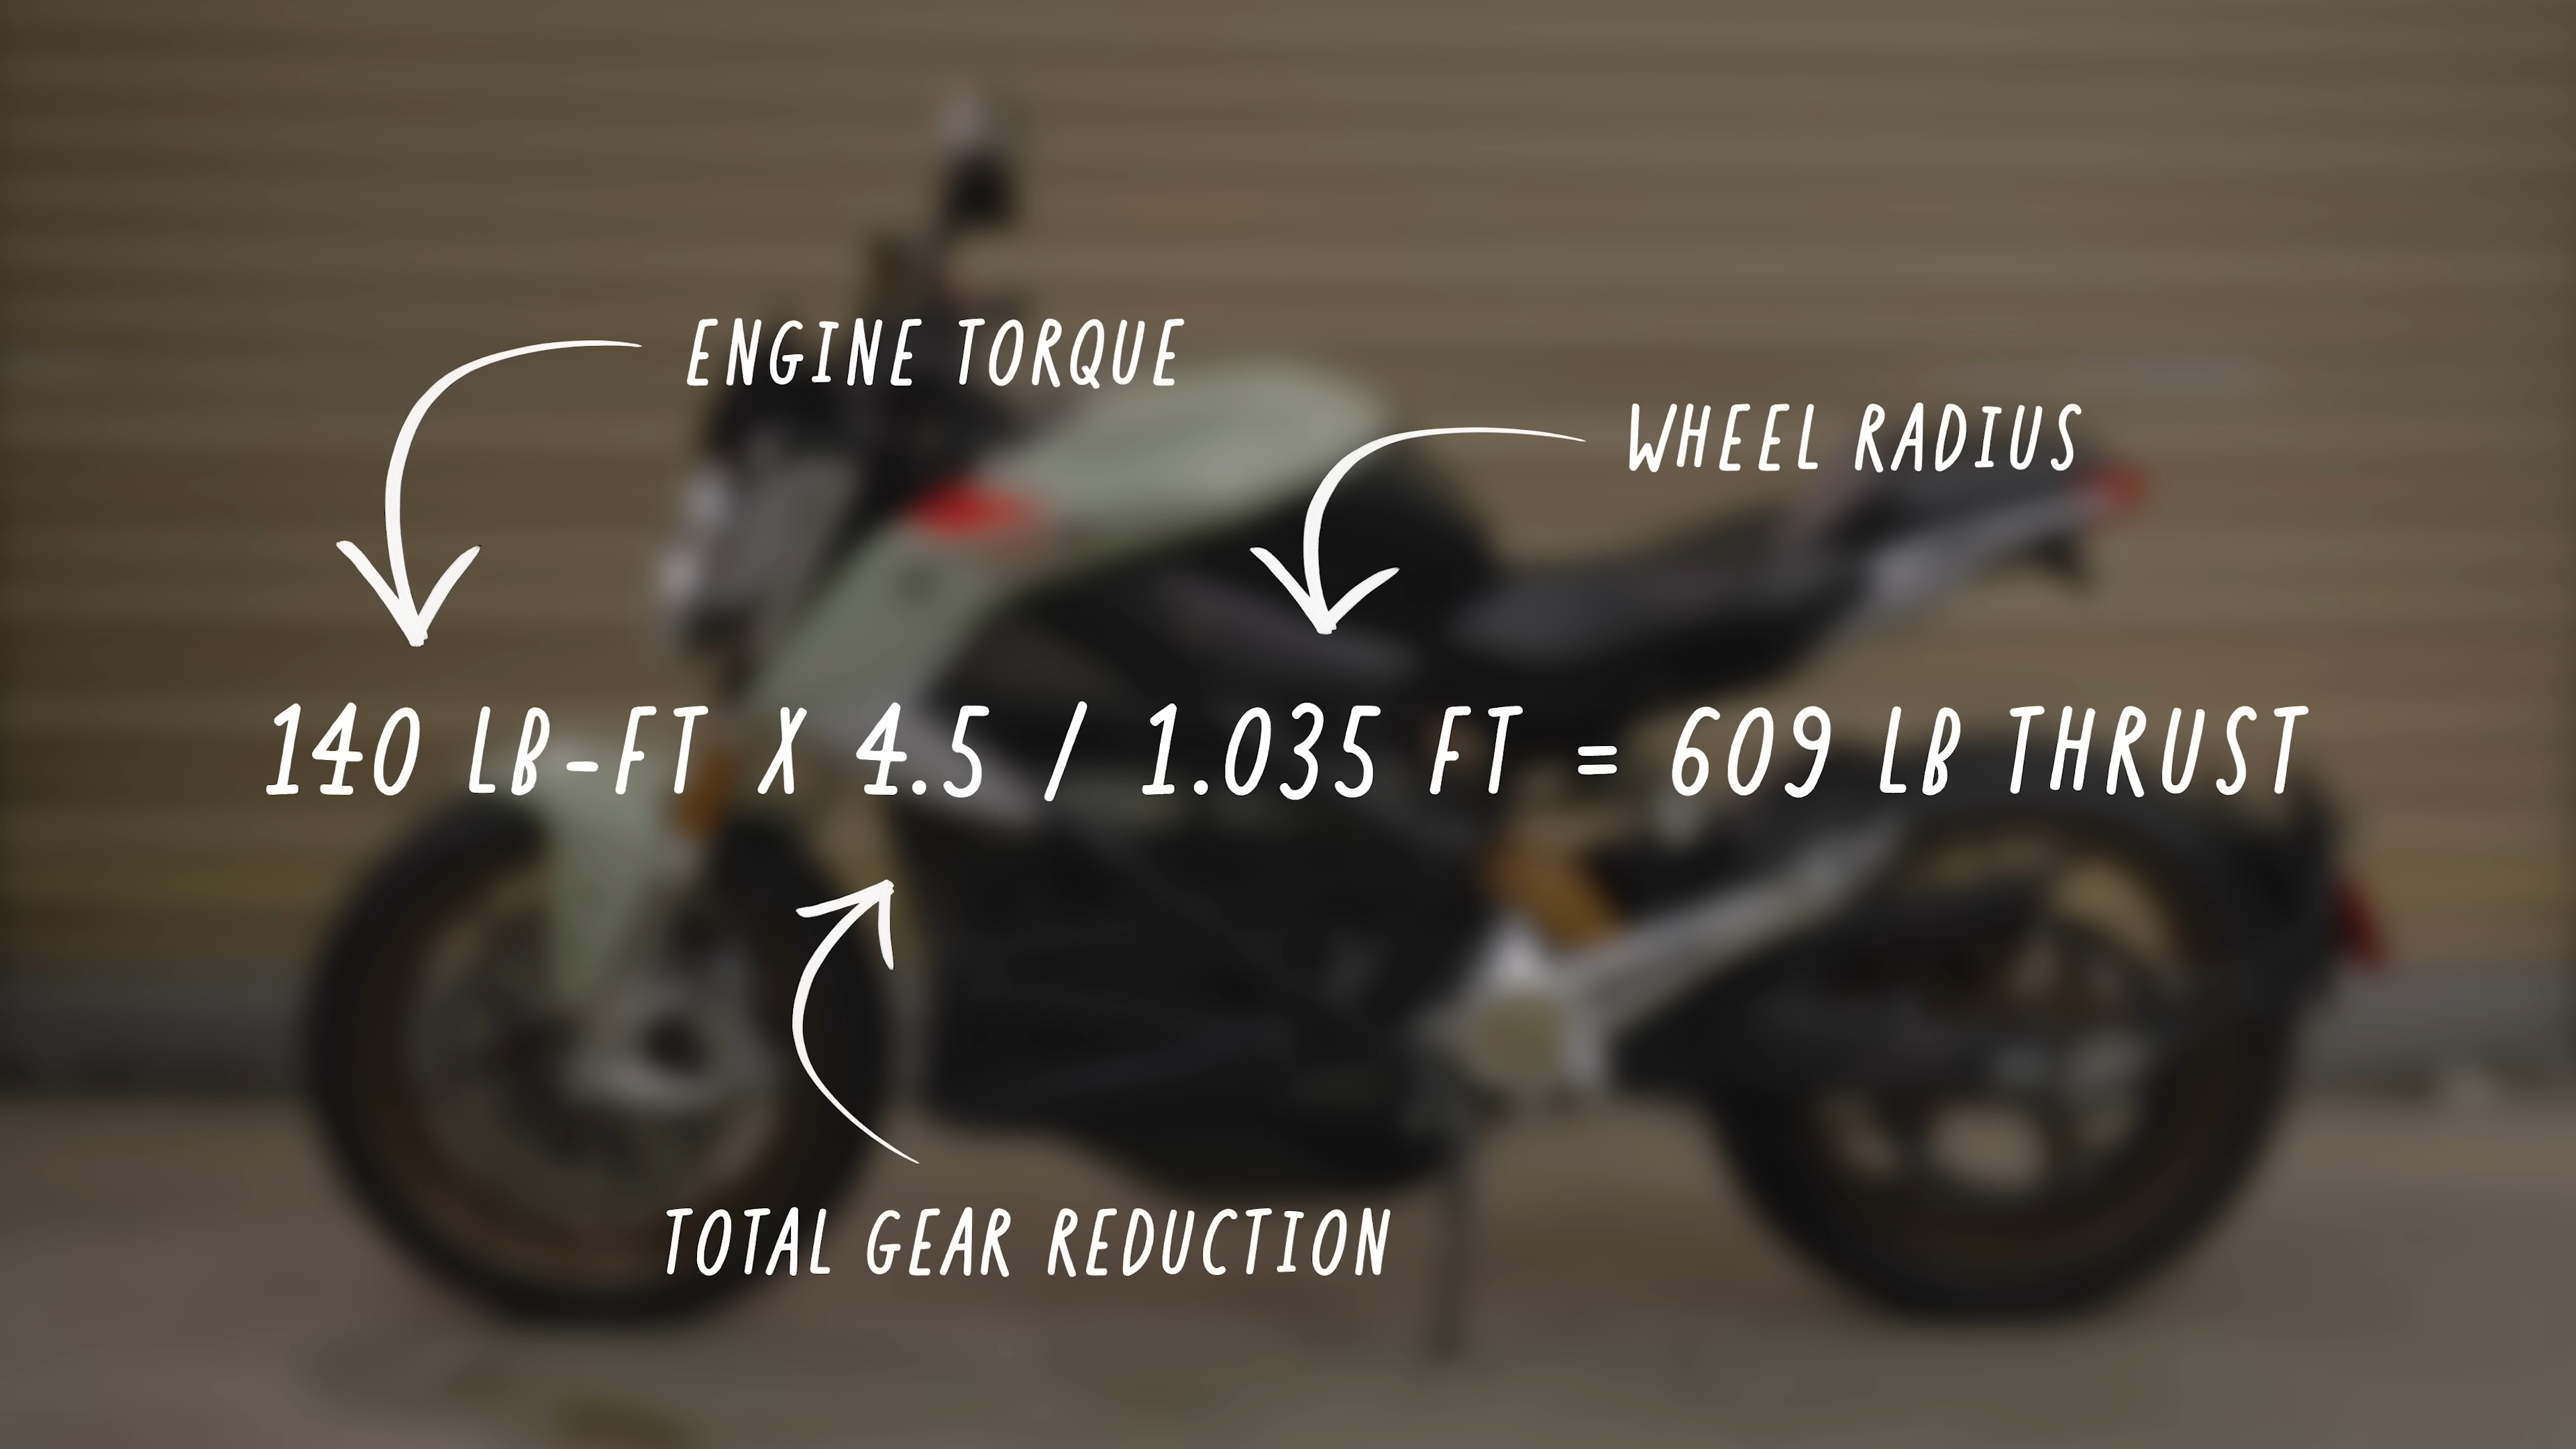 ENGINE TORQUE
WHEEL RADIUS
140 LB-FT X 4.5 / 1.035 FT = 609 LB THRUST
TOTAL GEAR REDUCTION